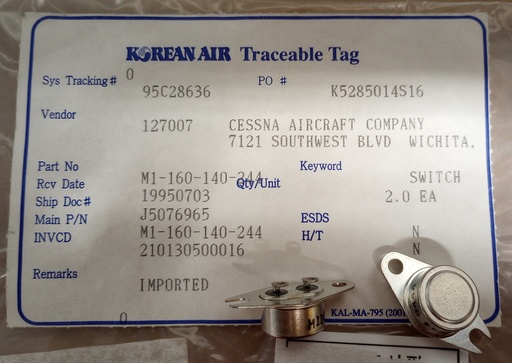 KOREAN AIR Traceable Tag
0
Sys Tracking# 95C28636 PO # K5285014S16
Vendor 127007 CESSNA AIRCRAFT COMPANY
7121 SOUTHWEST BLVD WICHITA,
Part No M1-160-140-244 Keyword SWITCH
Rcv Date 19950703 Qty/Unit 2.0 EA
Ship Doc# J5076965
Main P/N M1-160-140-244 ESDS N
INVCD 210130500016 H/T N
Remarks IMPORTED
0
KAL-MA-795